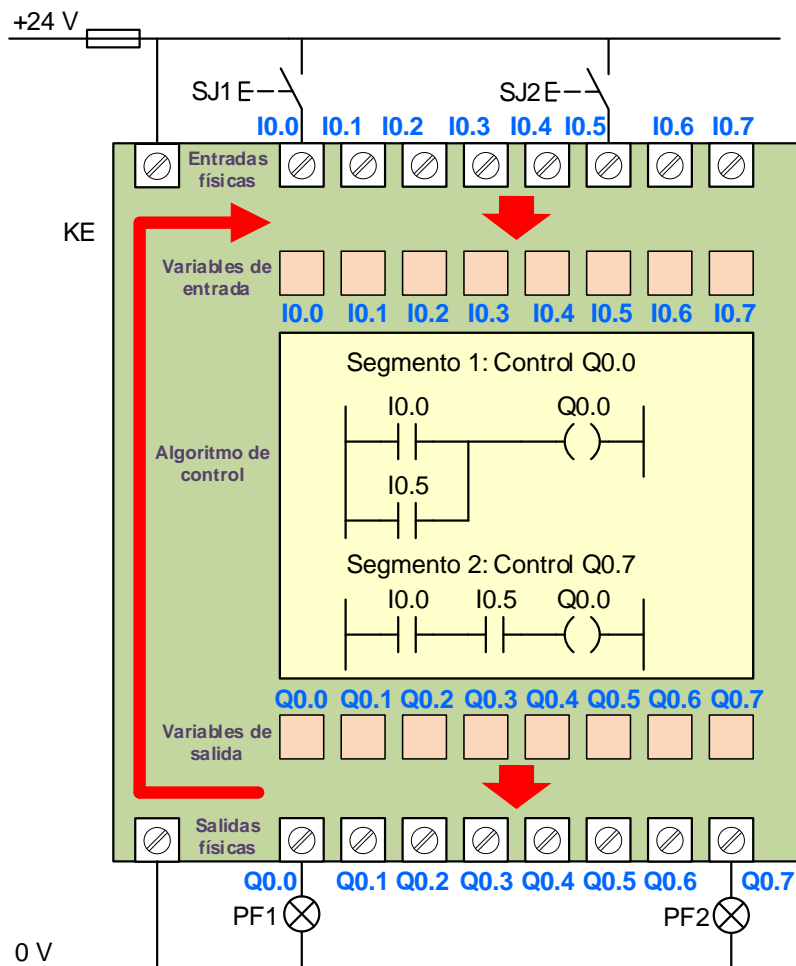 +24 V
SJ1
SJ2
I0.0 I0.1 I0.2 I0.3 I0.4 I0.5 I0.6 I0.7
Entradas
físicas
KE
Variables de
entrada
I0.0 I0.1 I0.2 I0.3 I0.4 I0.5 I0.6 I0.7
Segmento 1: Control Q0.0
I0.0 Q0.0
Algoritmo de
control
I0.5
Segmento 2: Control Q0.7
I0.0 I0.5 Q0.0
Q0.0 Q0.1 Q0.2 Q0.3 Q0.4 Q0.5 Q0.6 Q0.7
Variables de
salida
Salidas
físicas
Q0.0 Q0.1 Q0.2 Q0.3 Q0.4 Q0.5 Q0.6 Q0.7
PF1
PF2
0 V